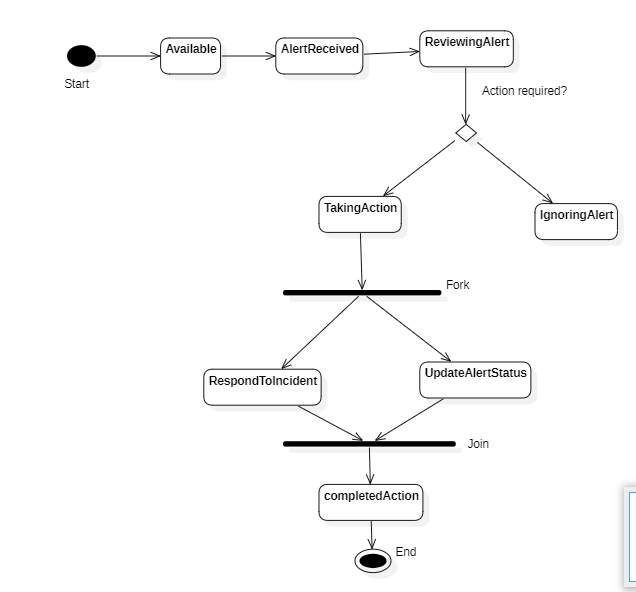 Available
AlertReceived
ReviewingAlert
Start
Action required?
TakingAction
IgnoringAlert
Fork
RespondToIncident
UpdateAlertStatus
Join
completedAction
End